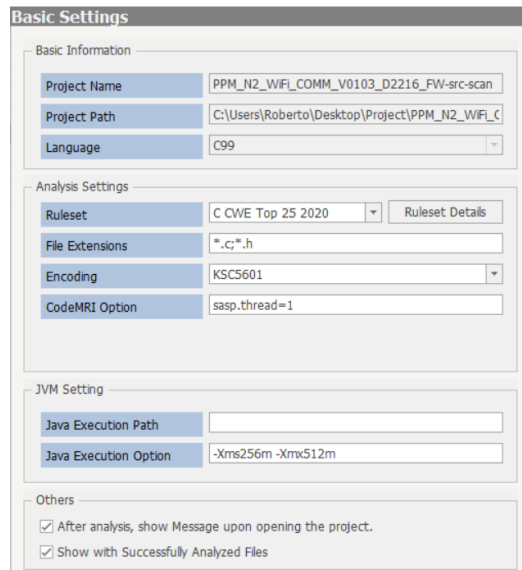 Basic Settings
Basic Information
Project Name PPM_N2_WiFi_COMM_V0103_D2216_FW-src-scan
Project Path C:\Users\Roberto\Desktop\Project\PPM_N2_WiFi_C
Language C99
Analysis Settings
Ruleset C CWE Top 25 2020 Ruleset Details
File Extensions *.c;*.h
Encoding KSC5601
CodeMRI Option sasp.thread=1
JVM Setting
Java Execution Path
Java Execution Option -Xms256m -Xmx512m
Others
After analysis, show Message upon opening the project.
Show with Successfully Analyzed Files